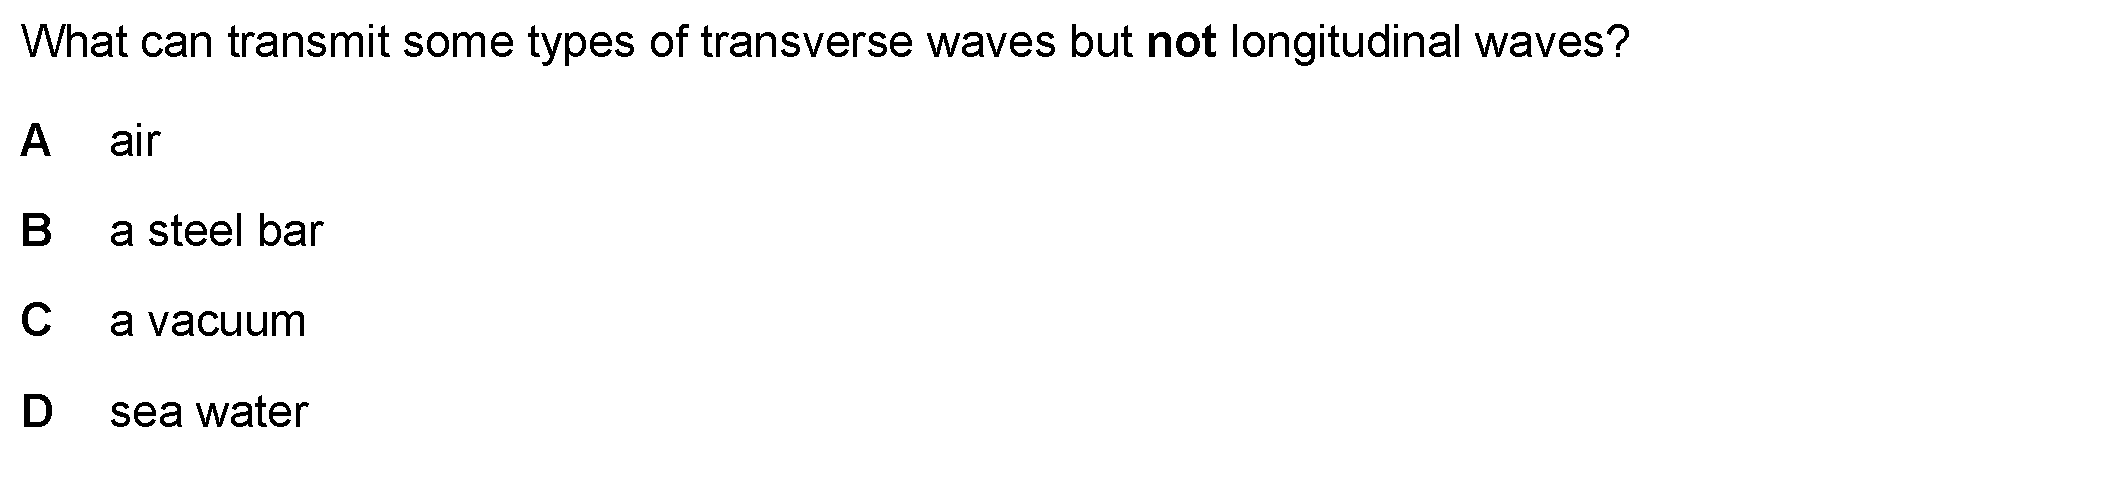 What can transmit some types of transverse waves but not longitudinal waves?
A air
B a steel bar
C a vacuum
D sea water